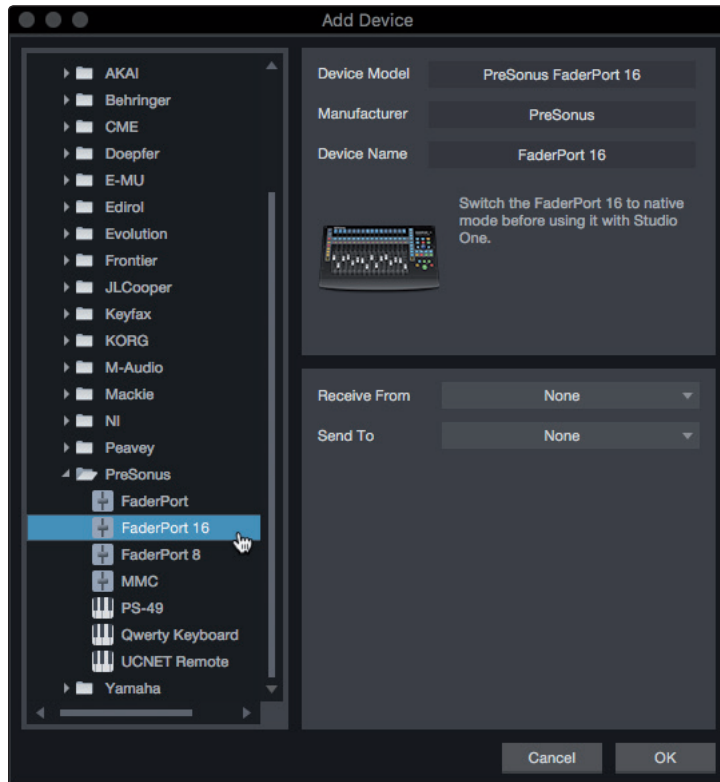 Add Device
AKAI
Behringer
CME
Doepfer
E-MU
Edirol
Evolution
Frontier
JLCooper
Keyfax
KORG
M-Audio
Mackie
NI
Peavey
PreSonus
FaderPort
FaderPort 16
FaderPort 8
MMC
PS-49
Qwerty Keyboard
UCNET Remote
Yamaha
Device Model PreSonus FaderPort 16
Manufacturer PreSonus
Device Name FaderPort 16
Switch the FaderPort 16 to native
mode before using it with Studio
One.
Receive From None
Send To None
Cancel OK